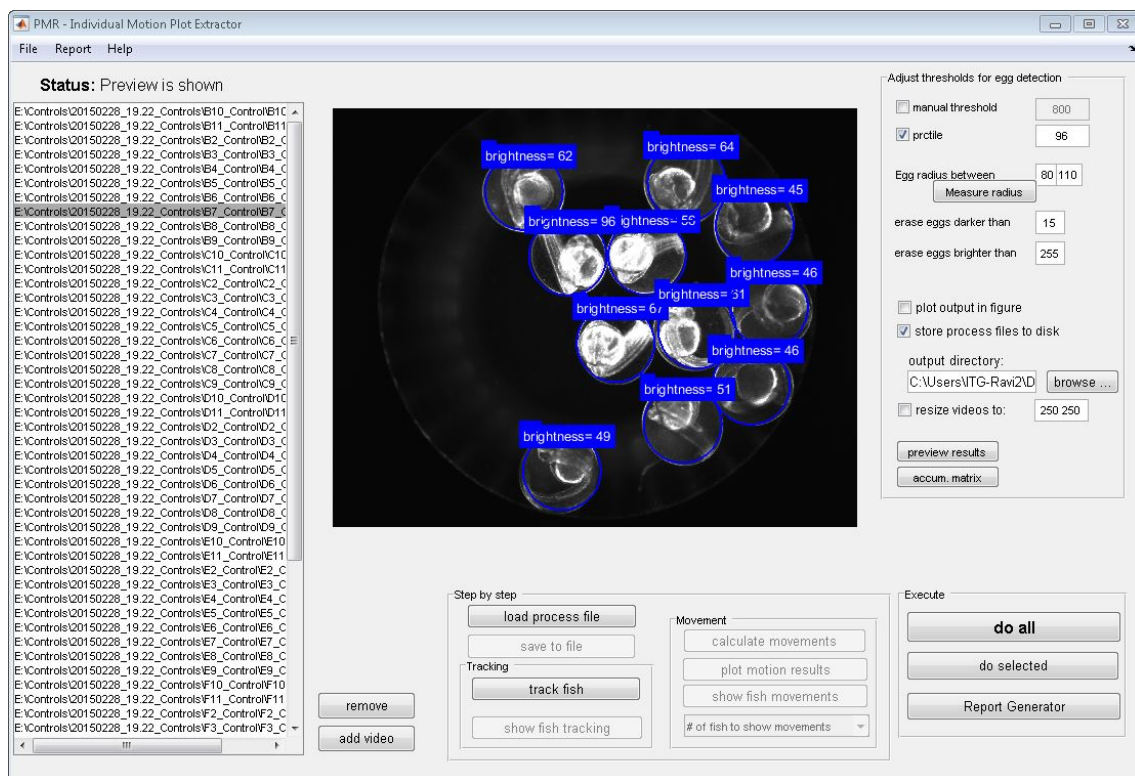 PMR - Individual Motion Plot Extractor
File Report Help
Status: Preview is shown
E:\Controls\20150228_19.22_Controls\B10_Control\B10
E:\Controls\20150228_19.22_Controls\B11_Control\B11
E:\Controls\20150228_19.22_Controls\B2_Control\B2_C
E:\Controls\20150228_19.22_Controls\B3_Control\B3_C
E:\Controls\20150228_19.22_Controls\B4_Control\B4_C
E:\Controls\20150228_19.22_Controls\B5_Control\B5_C
E:\Controls\20150228_19.22_Controls\B6_Control\B6_C
E:\Controls\20150228_19.22_Controls\B7_Control\B7_C
E:\Controls\20150228_19.22_Controls\B8_Control\B8_C
E:\Controls\20150228_19.22_Controls\B9_Control\B9_C
E:\Controls\20150228_19.22_Controls\C10_Control\C10
E:\Controls\20150228_19.22_Controls\C11_Control\C11
E:\Controls\20150228_19.22_Controls\C2_Control\C2_C
E:\Controls\20150228_19.22_Controls\C3_Control\C3_C
E:\Controls\20150228_19.22_Controls\C4_Control\C4_C
E:\Controls\20150228_19.22_Controls\C5_Control\C5_C
E:\Controls\20150228_19.22_Controls\C6_Control\C6_C
E:\Controls\20150228_19.22_Controls\C7_Control\C7_C
E:\Controls\20150228_19.22_Controls\C8_Control\C8_C
E:\Controls\20150228_19.22_Controls\C9_Control\C9_C
E:\Controls\20150228_19.22_Controls\D10_Control\D10
E:\Controls\20150228_19.22_Controls\D11_Control\D11
E:\Controls\20150228_19.22_Controls\D2_Control\D2_C
E:\Controls\20150228_19.22_Controls\D3_Control\D3_C
E:\Controls\20150228_19.22_Controls\D4_Control\D4_C
E:\Controls\20150228_19.22_Controls\D5_Control\D5_C
E:\Controls\20150228_19.22_Controls\D6_Control\D6_C
E:\Controls\20150228_19.22_Controls\D7_Control\D7_C
E:\Controls\20150228_19.22_Controls\D8_Control\D8_C
E:\Controls\20150228_19.22_Controls\D9_Control\D9_C
E:\Controls\20150228_19.22_Controls\E10_Control\E10
E:\Controls\20150228_19.22_Controls\E11_Control\E11
E:\Controls\20150228_19.22_Controls\E2_Control\E2_C
E:\Controls\20150228_19.22_Controls\E3_Control\E3_C
E:\Controls\20150228_19.22_Controls\E4_Control\E4_C
E:\Controls\20150228_19.22_Controls\E5_Control\E5_C
E:\Controls\20150228_19.22_Controls\E6_Control\E6_C
E:\Controls\20150228_19.22_Controls\E7_Control\E7_C
E:\Controls\20150228_19.22_Controls\E8_Control\E8_C
E:\Controls\20150228_19.22_Controls\E9_Control\E9_C
E:\Controls\20150228_19.22_Controls\F10_Control\F10
E:\Controls\20150228_19.22_Controls\F11_Control\F11
E:\Controls\20150228_19.22_Controls\F2_Control\F2_C
E:\Controls\20150228_19.22_Controls\F3_Control\F3_C
remove
add video
brightness= 64
brightness= 62
brightness= 45
brightness= 96
brightness= 56
brightness= 46
brightness= 61
brightness= 67
brightness= 46
brightness= 51
brightness= 49
Adjust thresholds for egg detection
manual threshold 800
prctile 96
Egg radius between 80 110
Measure radius
erase eggs darker than 15
erase eggs brighter than 255
plot output in figure
store process files to disk
output directory:
C:\Users\ITG-Ravi2\D browse ...
resize videos to: 250 250
preview results
accum. matrix
Step by step
load process file
save to file
Tracking
track fish
show fish tracking
Movement
calculate movements
plot motion results
show fish movements
# of fish to show movements
Execute
do all
do selected
Report Generator